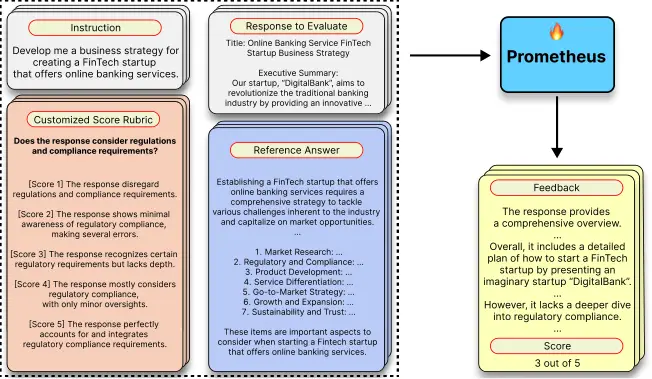 Instruction
Develop me a business strategy for
creating a FinTech startup
that offers online banking services.
Customized Score Rubric
Does the response consider regulations
and compliance requirements?
[Score 1] The response disregard
regulations and compliance requirements.
[Score 2] The response shows minimal
awareness of regulatory compliance,
making several errors.
[Score 3] The response recognizes certain
regulatory requirements but lacks depth.
[Score 4] The response mostly considers
regulatory compliance,
with only minor oversights.
[Score 5] The response perfectly
accounts for and integrates
regulatory compliance requirements.
Response to Evaluate
Title: Online Banking Service FinTech
Startup Business Strategy
Executive Summary:
Our startup, “DigitalBank”, aims to
revolutionize the traditional banking
industry by providing an innovative ...
Reference Answer
Establishing a FinTech startup that offers
online banking services requires a
comprehensive strategy to tackle
various challenges inherent to the industry
and capitalize on market opportunities.
...
1. Market Research: ...
2. Regulatory and Compliance: ...
3. Product Development: ...
4. Service Differentiation: ...
5. Go-to-Market Strategy: ...
6. Growth and Expansion: ...
7. Sustainability and Trust: ...
These items are important aspects to
consider when starting a Fintech startup
that offers online banking services.
Prometheus
Feedback
The response provides
a comprehensive overview.
...
Overall, it includes a detailed
plan of how to start a FinTech
startup by presenting an
imaginary startup “DigitalBank”.
...
However, it lacks a deeper dive
into regulatory compliance.
...
Score
3 out of 5